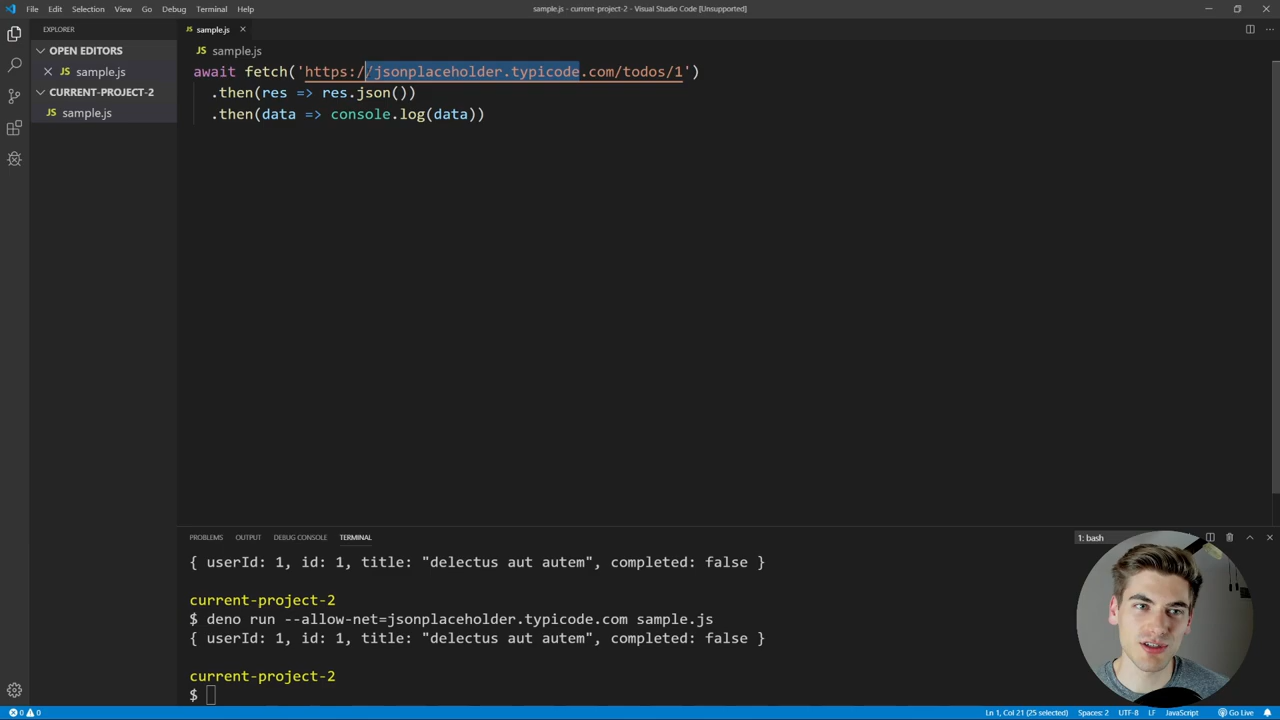 File Edit Selection View Go Debug Terminal Help
sample.js - current-project-2 - Visual Studio Code [Unsupported]
EXPLORER
OPEN EDITORS
JS sample.js
CURRENT-PROJECT-2
JS sample.js
JS sample.js
JS sample.js
await fetch('https://jsonplaceholder.typicode.com/todos/1')
.then(res => res.json())
.then(data => console.log(data))
PROBLEMS OUTPUT DEBUG CONSOLE TERMINAL
1: bash
{ userId: 1, id: 1, title: "delectus aut autem", completed: false }
current-project-2
$ deno run --allow-net=jsonplaceholder.typicode.com sample.js
{ userId: 1, id: 1, title: "delectus aut autem", completed: false }
current-project-2
$
0 0
Ln 1, Col 21 (25 selected) Spaces: 2 UTF-8 LF JavaScript Go Live